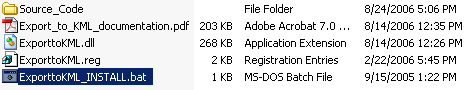 Source_Code File Folder 8/24/2006 5:06 PM
Export_to_KML_documentation.pdf 203 KB Adobe Acrobat 7.0 ... 8/14/2006 12:35 PM
ExporttoKML.dll 268 KB Application Extension 8/14/2006 12:26 PM
ExporttoKML.reg 2 KB Registration Entries 2/22/2006 5:45 PM
ExporttoKML_INSTALL.bat 1 KB MS-DOS Batch File 9/15/2005 1:22 PM